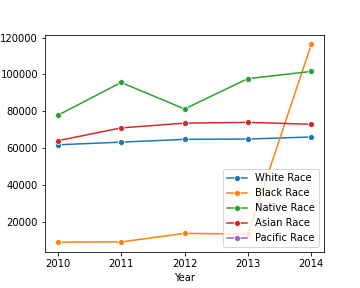 120000
100000
80000
60000
40000
20000
2010 2011 2012 2013 2014
Year
White Race
Black Race
Native Race
Asian Race
Pacific Race